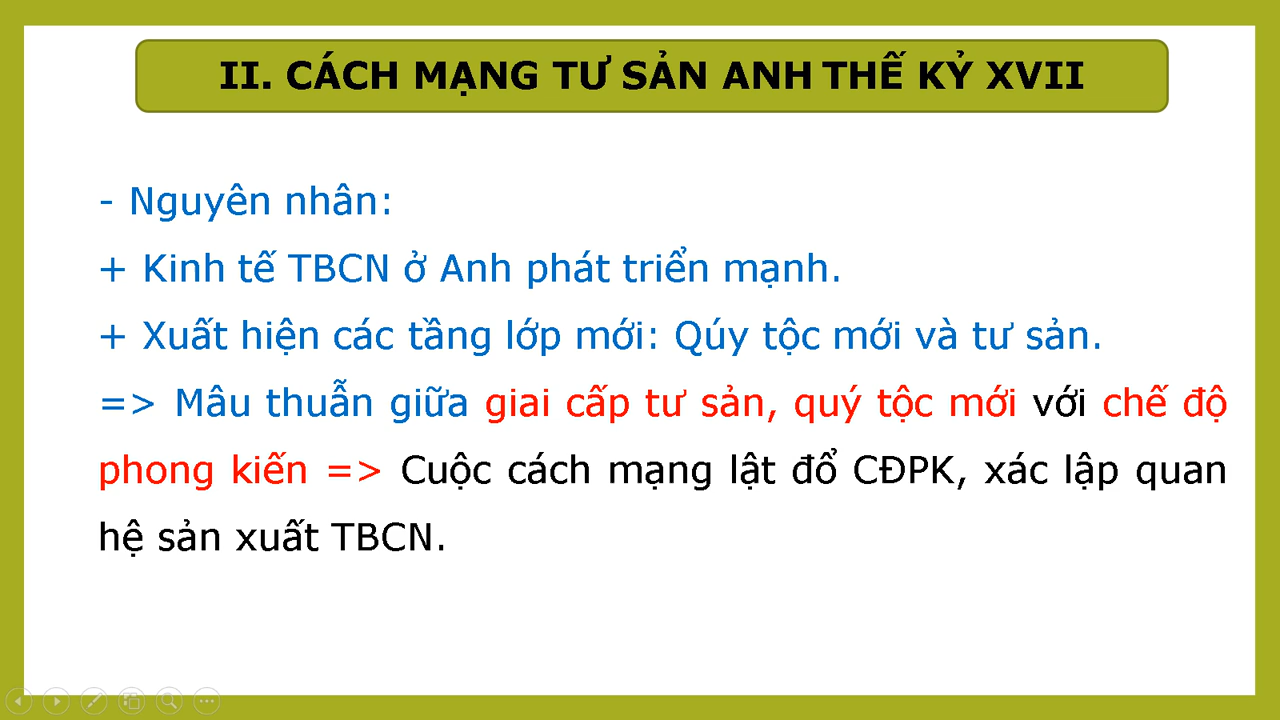 II. CÁCH MẠNG TƯ SẢN ANH THẾ KỶ XVII
- Nguyên nhân:
+ Kinh tế TBCN ở Anh phát triển mạnh.
+ Xuất hiện các tầng lớp mới: Qúy tộc mới và tư sản.
=> Mâu thuẫn giữa giai cấp tư sản, quý tộc mới với chế độ
phong kiến => Cuộc cách mạng lật đổ CĐPK, xác lập quan
hệ sản xuất TBCN.